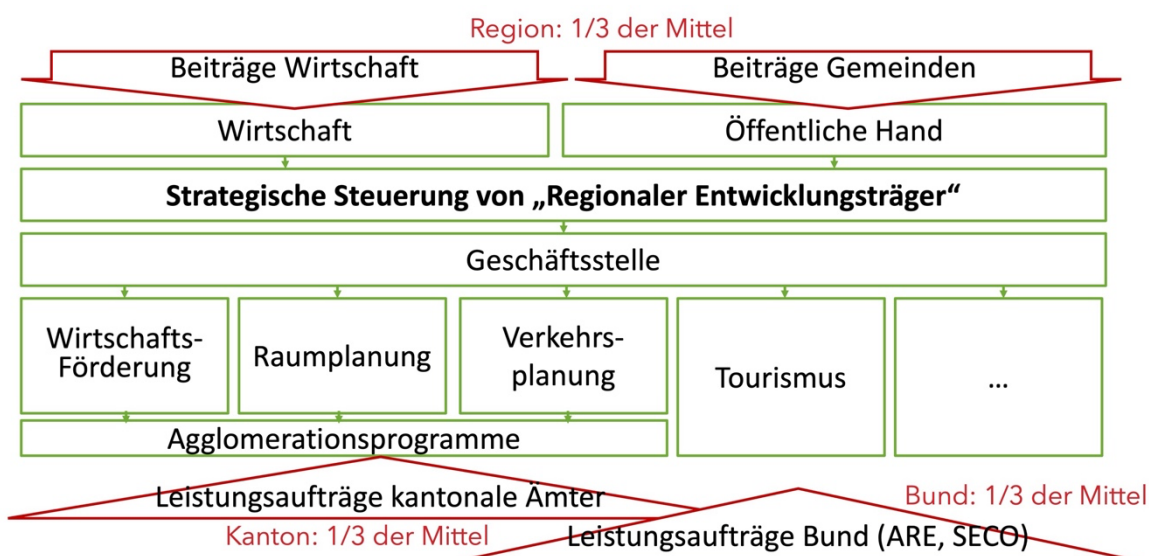 Region: 1/3 der Mittel
Beiträge Wirtschaft
Beiträge Gemeinden
Wirtschaft
Öffentliche Hand
Strategische Steuerung von „Regionaler Entwicklungsträger“
Geschäftsstelle
Wirtschafts-
Förderung
Raumplanung
Verkehrs-
planung
Tourismus
...
Agglomerationsprogramme
Leistungsaufträge kantonale Ämter
Bund: 1/3 der Mittel
Kanton: 1/3 der Mittel
Leistungsaufträge Bund (ARE, SECO)